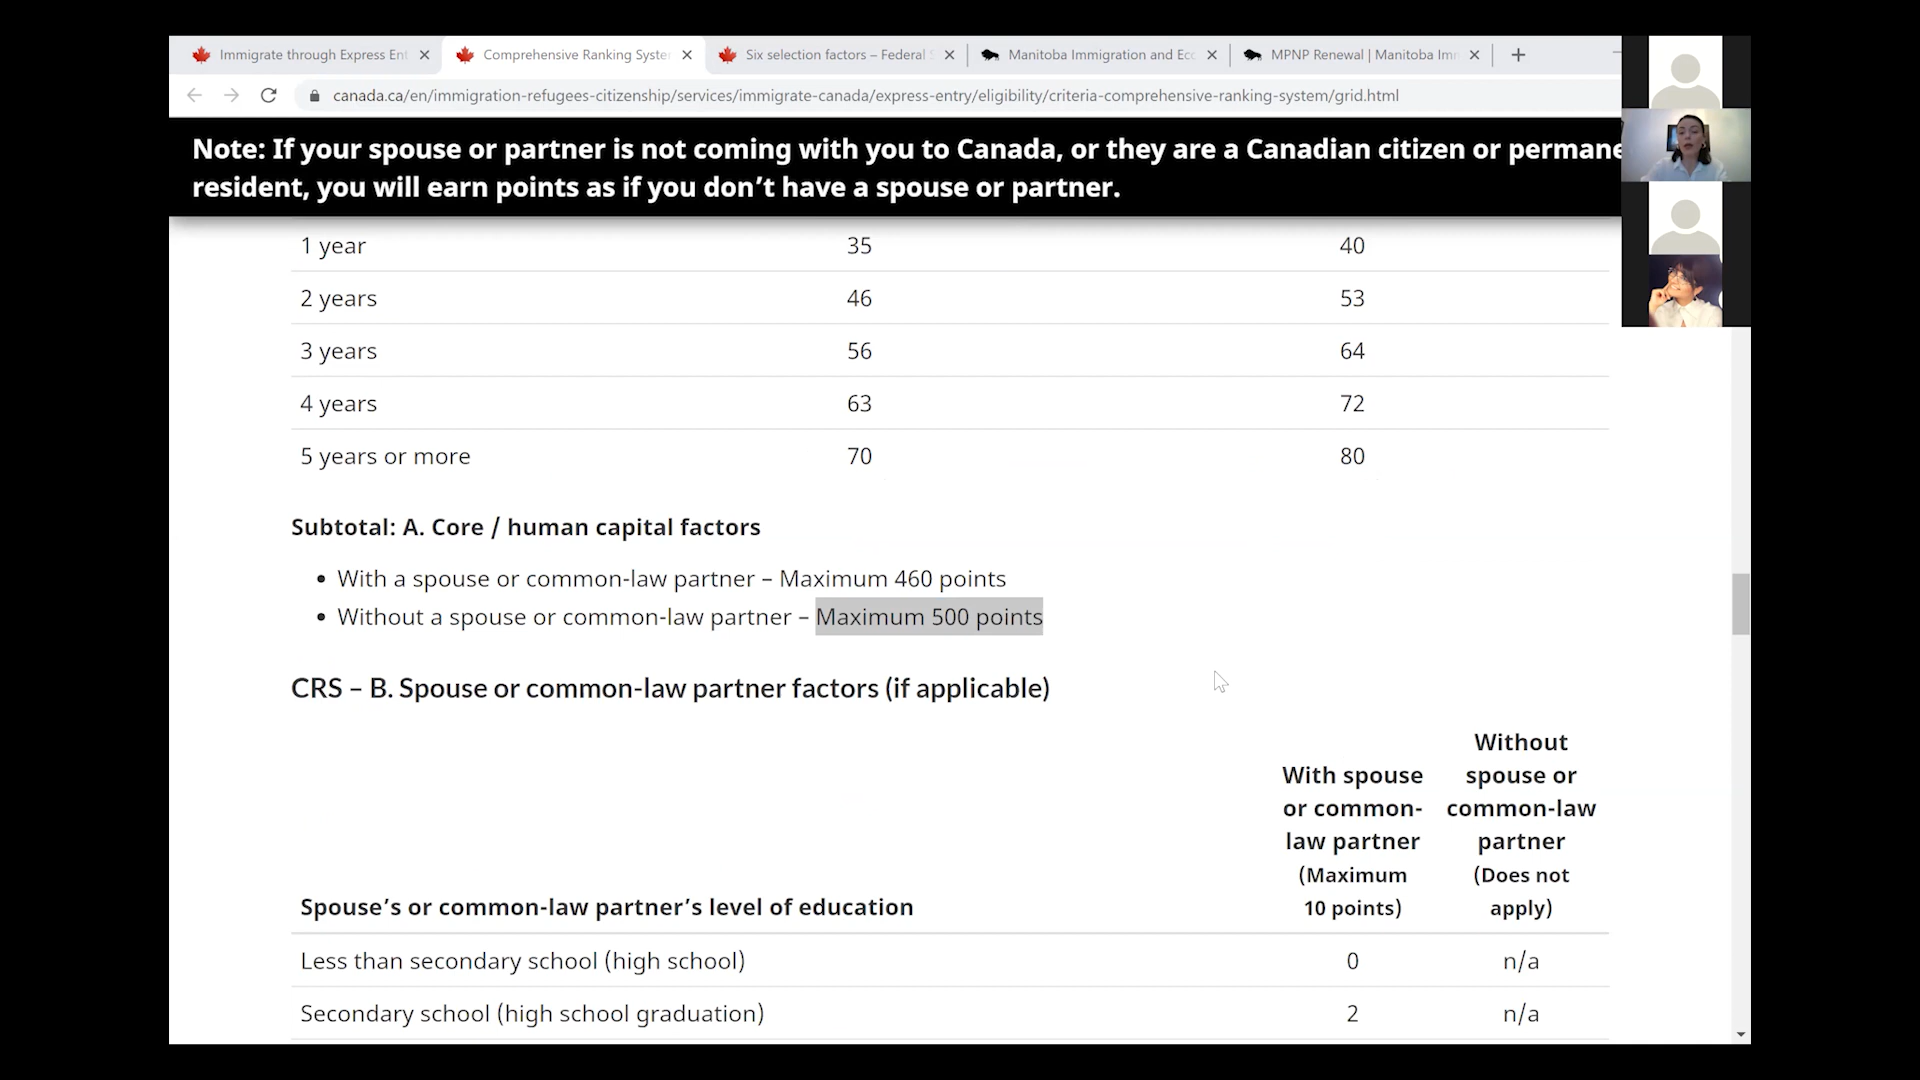 Immigrate through Express Ent
Comprehensive Ranking Syste
Six selection factors – Federal S
Manitoba Immigration and Ecc
MPNP Renewal | Manitoba Imm
canada.ca/en/immigration-refugees-citizenship/services/immigrate-canada/express-entry/eligibility/criteria-comprehensive-ranking-system/grid.html
Note: If your spouse or partner is not coming with you to Canada, or they are a Canadian citizen or permane
resident, you will earn points as if you don’t have a spouse or partner.
1 year 35 40
2 years 46 53
3 years 56 64
4 years 63 72
5 years or more 70 80
Subtotal: A. Core / human capital factors
• With a spouse or common-law partner – Maximum 460 points
• Without a spouse or common-law partner – Maximum 500 points
CRS – B. Spouse or common-law partner factors (if applicable)
Spouse’s or common-law partner’s level of education
With spouse
or common-
law partner
(Maximum
10 points)
Without
spouse or
common-law
partner
(Does not
apply)
Less than secondary school (high school) 0 n/a
Secondary school (high school graduation) 2 n/a